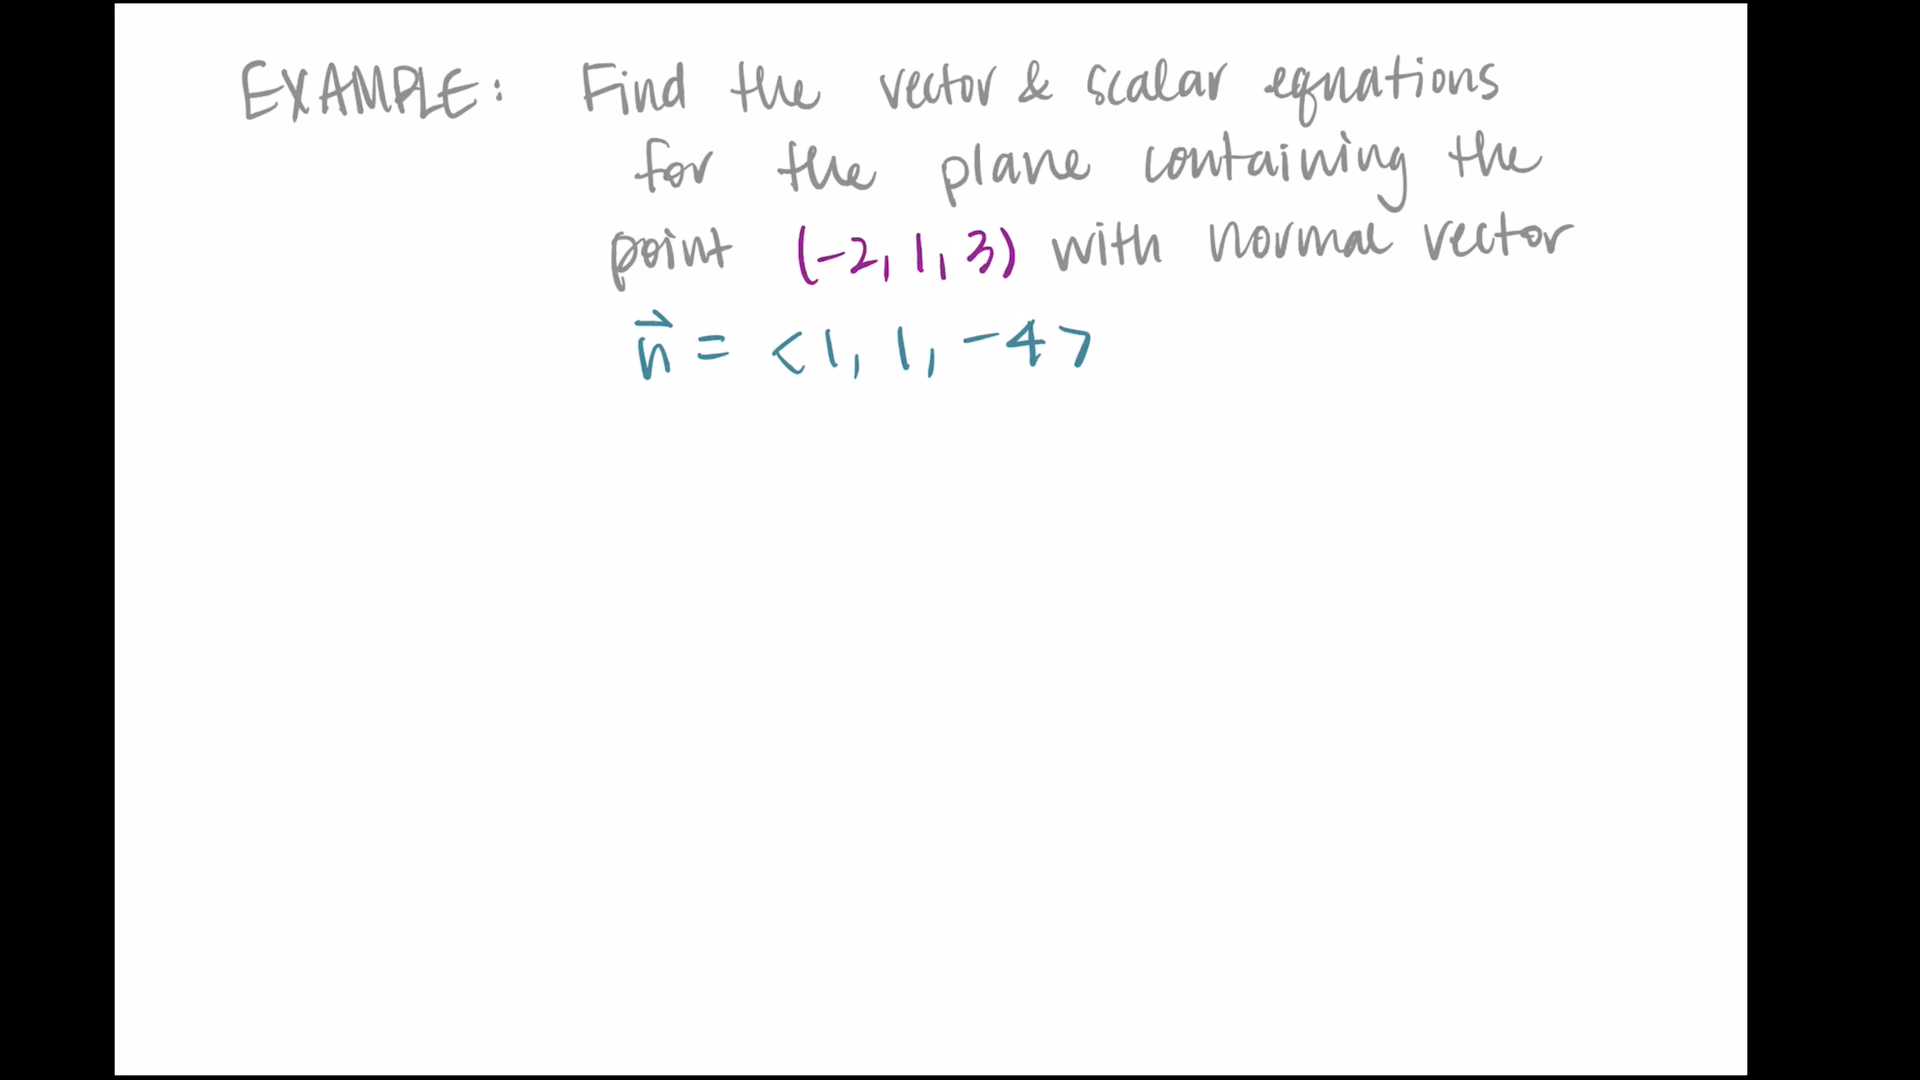 EXAMPLE: Find the vector & scalar equations
for the plane containing the
point (-2, 1, 3) with normal vector
n⃗ = <1, 1, -4>